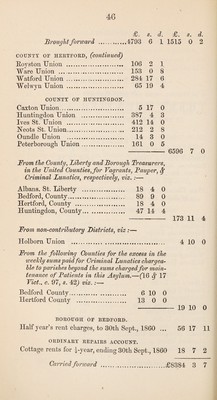 46
£. s. d. £. s. d.
Brought forward ........... 4793 6 1 1515 0 2
COUNTY OF HERTFORD, (continued)
Royston Union ..................... 106 2 1
Ware Union ........................ 153 0 8
Watford Union ..................... 284 17 6
Welwyn Union ..................... 65 19 4
COUNTY OF HUNTINGDON.
Caxton Union ..................... 5 17 0
Huntingdon Union ............... 387 4 3
Ives St. Union ..................... 412 14 0
Neots St. Union ................... 212 2 8
Oundle Union ..................... 14 3 0
Peterborough Union ............ 161 0 5
6596 7 0
From the County, Liberty and Borough Treasurers,
in the United Counties, for Vagrants, Pauper, &
Criminal Lunatics, respectively, viz. :—
Albans. St. Liberty ............... 18 4 0
Bedford, County ................... 89 9 0
Hertford, County .................. 18 4 0
Huntingdon, County .............. 47 14 4
173 11 4
From non-contributory Districts, viz :—
Holborn Union ..................... 4 10 0
From the following Counties for the excess in the
weekly sums paid for Criminal Lunatics chargea-
ble to parishes beyond the sums charged for main-
tenance of Patients in this Asylum.—(16 & 17
Vict., c. 97, s. 42) viz. :—
Bedford County ..................... 6 10 0
Hertford County .................. 13 0 0
19 10 0
BOROUGH OF BEDFORD.
Half year's rent charges, to 30th Sept., 1860 ... 56 17 11
ORDINARY REPAIRS ACCOUNT.
Cottage rents for ½-year, ending 30th Sept., 1860 18 7 2
Carried forward ..................... £8384 3 7